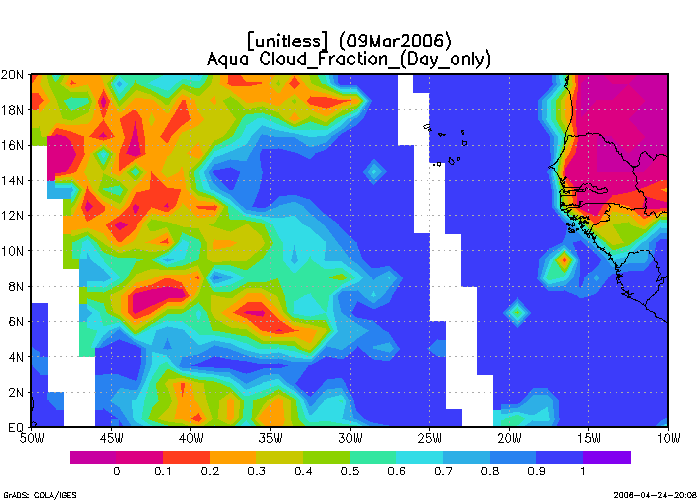 [unitless] (09Mar2006)
Aqua Cloud_Fraction_(Day_only)
20N
18N
16N
14N
12N
10N
8N
6N
4N
2N
EQ
50W 45W 40W 35W 30W 25W 20W 15W 10W
0 0.1 0.2 0.3 0.4 0.5 0.6 0.7 0.8 0.9 1
GrADS: COLA/IGES 2006-04-24-20:06